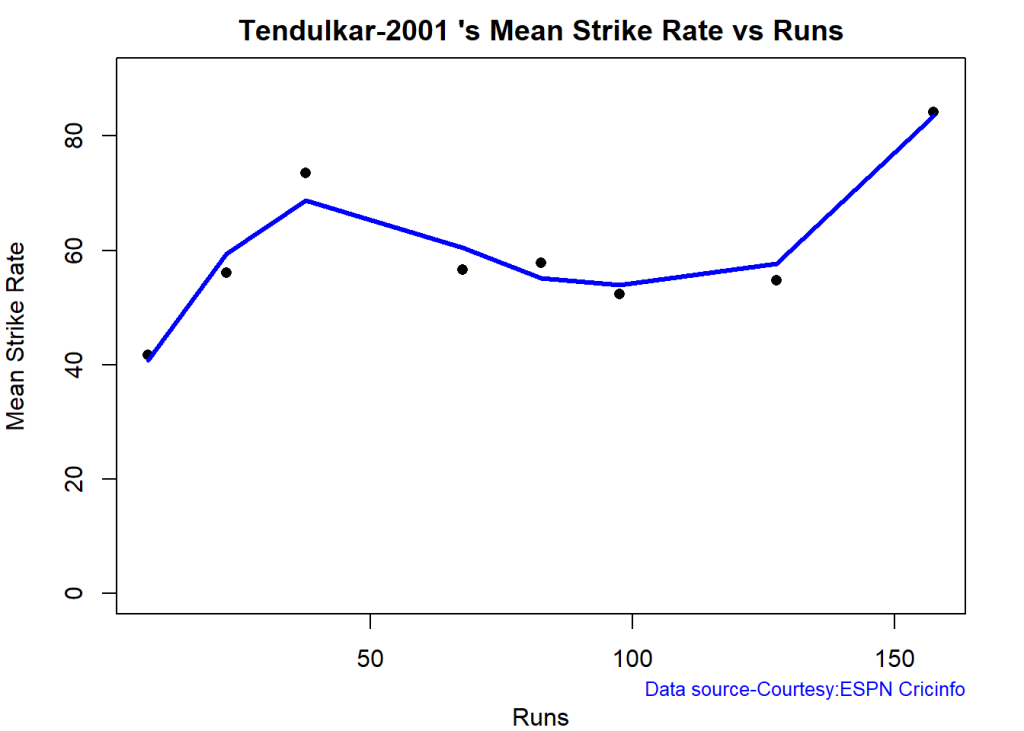 Tendulkar-2001 's Mean Strike Rate vs Runs
Mean Strike Rate
80
60
40
20
0
50 100 150
Data source-Courtesy:ESPN Cricinfo
Runs